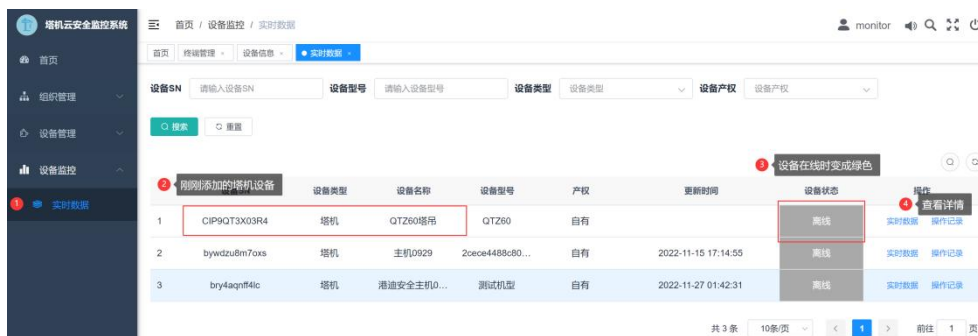 塔机云安全监控系统
首页 / 设备监控 / 实时数据
monitor
首页
终端管理 ×
设备信息 ×
实时数据 ×
首页
组织管理
设备管理
设备监控
1 实时数据
设备SN 请输入设备SN
设备型号 请输入设备型号
设备类型 设备类型
设备产权 设备产权
搜索
重置
2 刚刚添加的塔机设备
3 设备在线时变成绿色
设备类型 设备名称 设备型号 产权 更新时间 设备状态 操作
4 查看详情
1 CIP9QT3X03R4 塔机 QTZ60塔吊 QTZ60 自有 离线 实时数据 操作记录
2 bywdzu8m7oxs 塔机 主机0929 2cece4488c80... 自有 2022-11-15 17:14:55 离线 实时数据 操作记录
3 bry4aqnff4lc 塔机 港迪安全主机0... 测试机型 自有 2022-11-27 01:42:31 离线 实时数据 操作记录
共 3 条 10条/页 < 1 > 前往 1 页